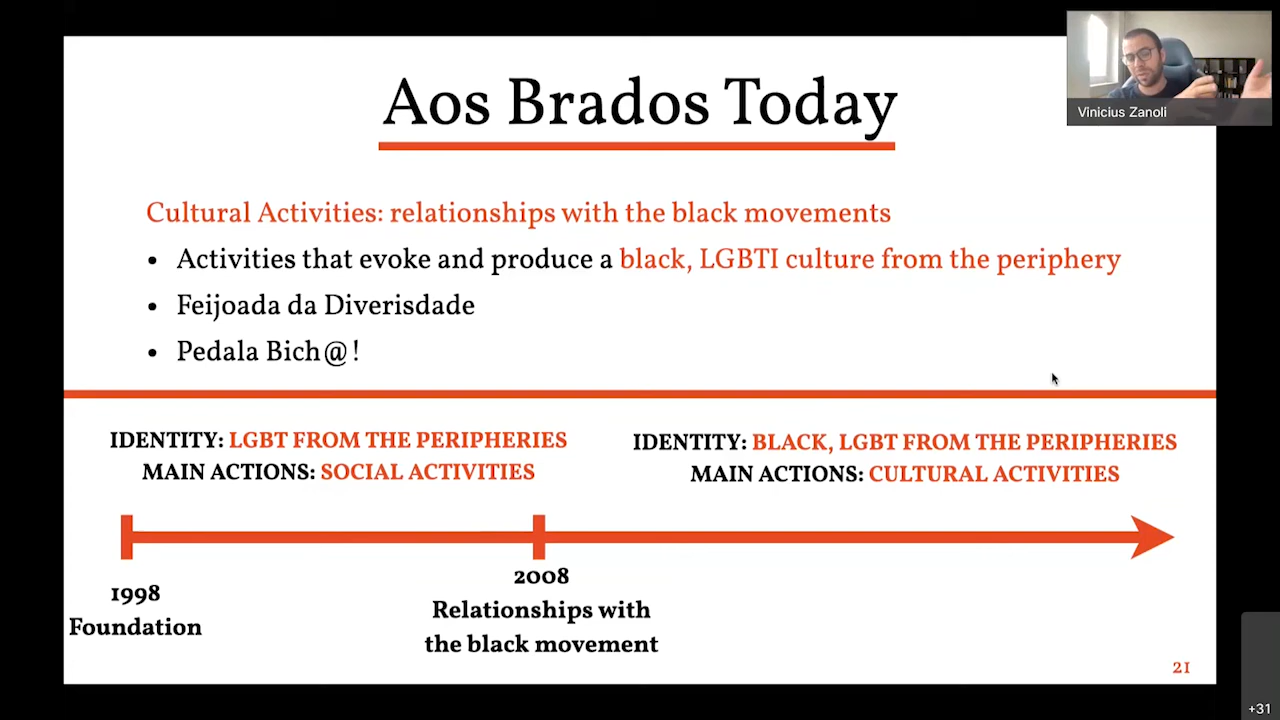 Aos Brados Today
Vinicius Zanoli
Cultural Activities: relationships with the black movements
• Activities that evoke and produce a black, LGBTI culture from the periphery
• Feijoada da Diverisdade
• Pedala Bich@!
IDENTITY: LGBT FROM THE PERIPHERIES
MAIN ACTIONS: SOCIAL ACTIVITIES
IDENTITY: BLACK, LGBT FROM THE PERIPHERIES
MAIN ACTIONS: CULTURAL ACTIVITIES
1998
Foundation
2008
Relationships with
the black movement
21
+31